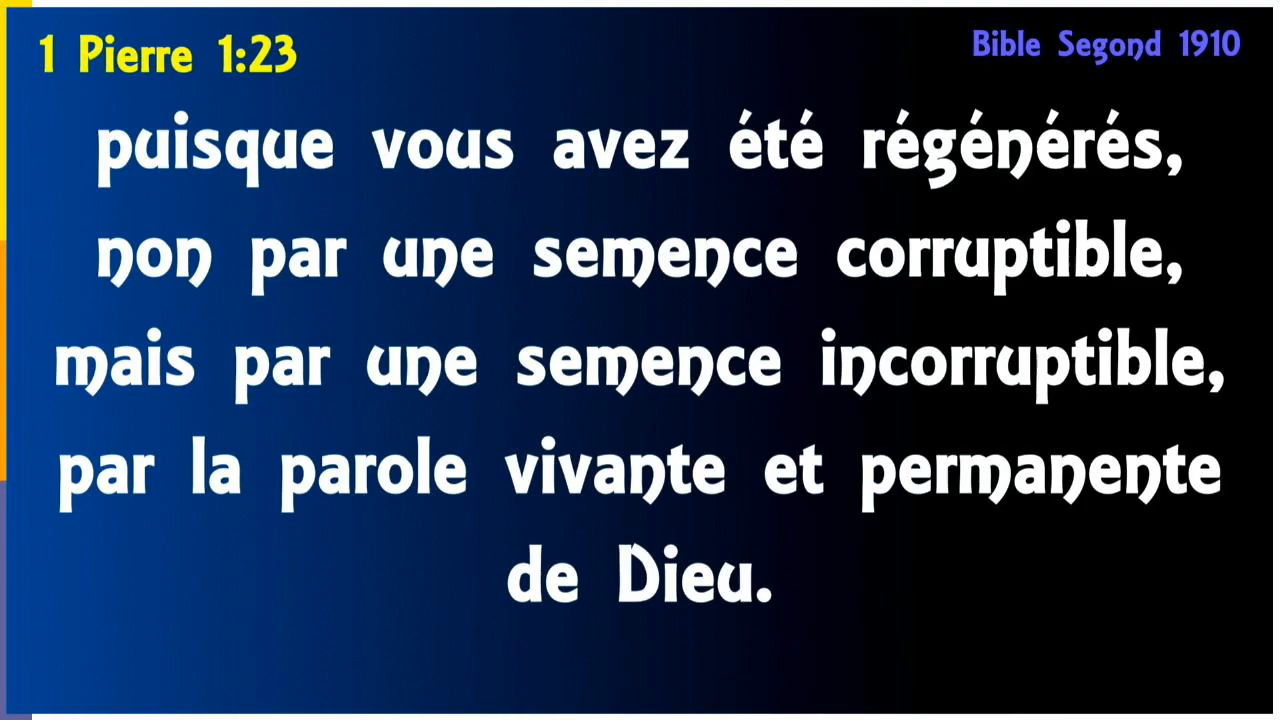 1 Pierre 1:23
Bible Segond 1910
puisque vous avez été régénérés,
non par une semence corruptible,
mais par une semence incorruptible,
par la parole vivante et permanente
de Dieu.